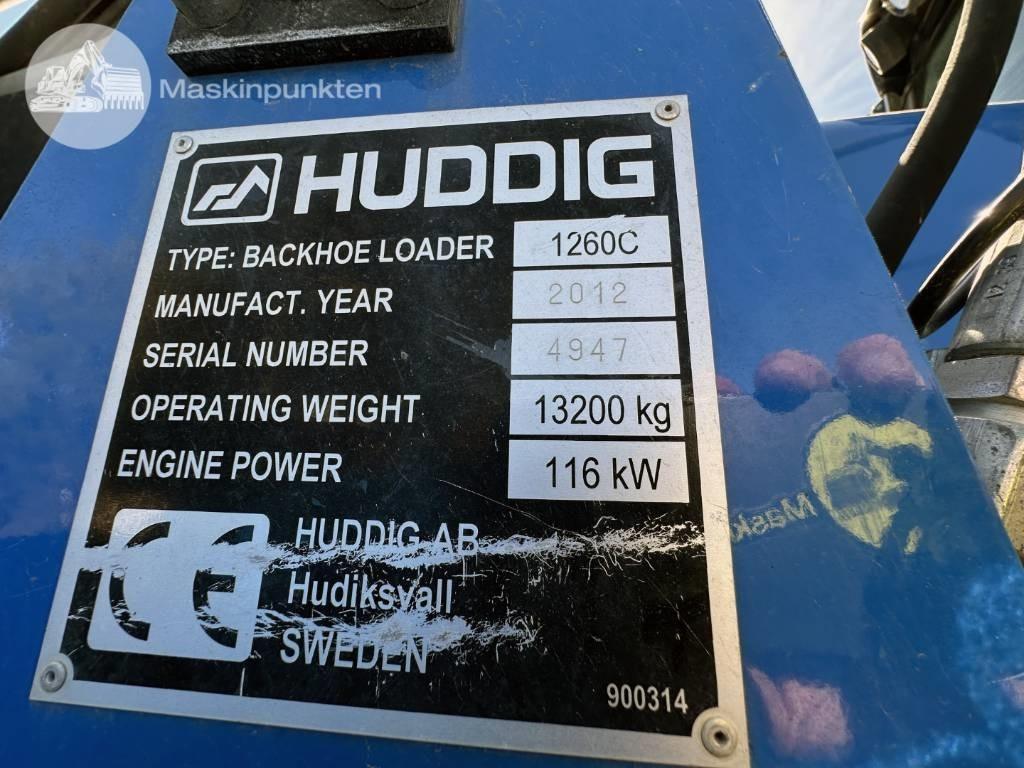 Maskinpunkten
HUDDIG
TYPE: BACKHOE LOADER 1260C
MANUFACT. YEAR 2012
SERIAL NUMBER 4947
OPERATING WEIGHT 13200 kg
ENGINE POWER 116 kW
CE HUDDIG AB
Hudiksvall
SWEDEN
900314